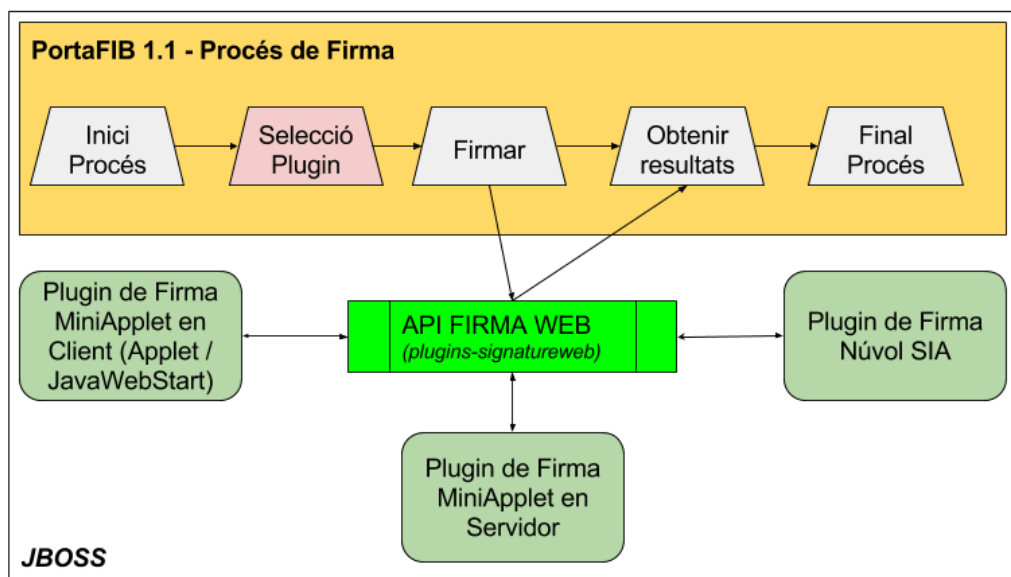 PortaFIB 1.1 - Procés de Firma
Inici
Procés
Selecció
Plugin
Firmar
Obtenir
resultats
Final
Procés
Plugin de Firma
MiniApplet en
Client (Applet /
JavaWebStart)
API FIRMA WEB
(plugins-signatureweb)
Plugin de Firma
Núvol SIA
Plugin de Firma
MiniApplet en
Servidor
JBOSS